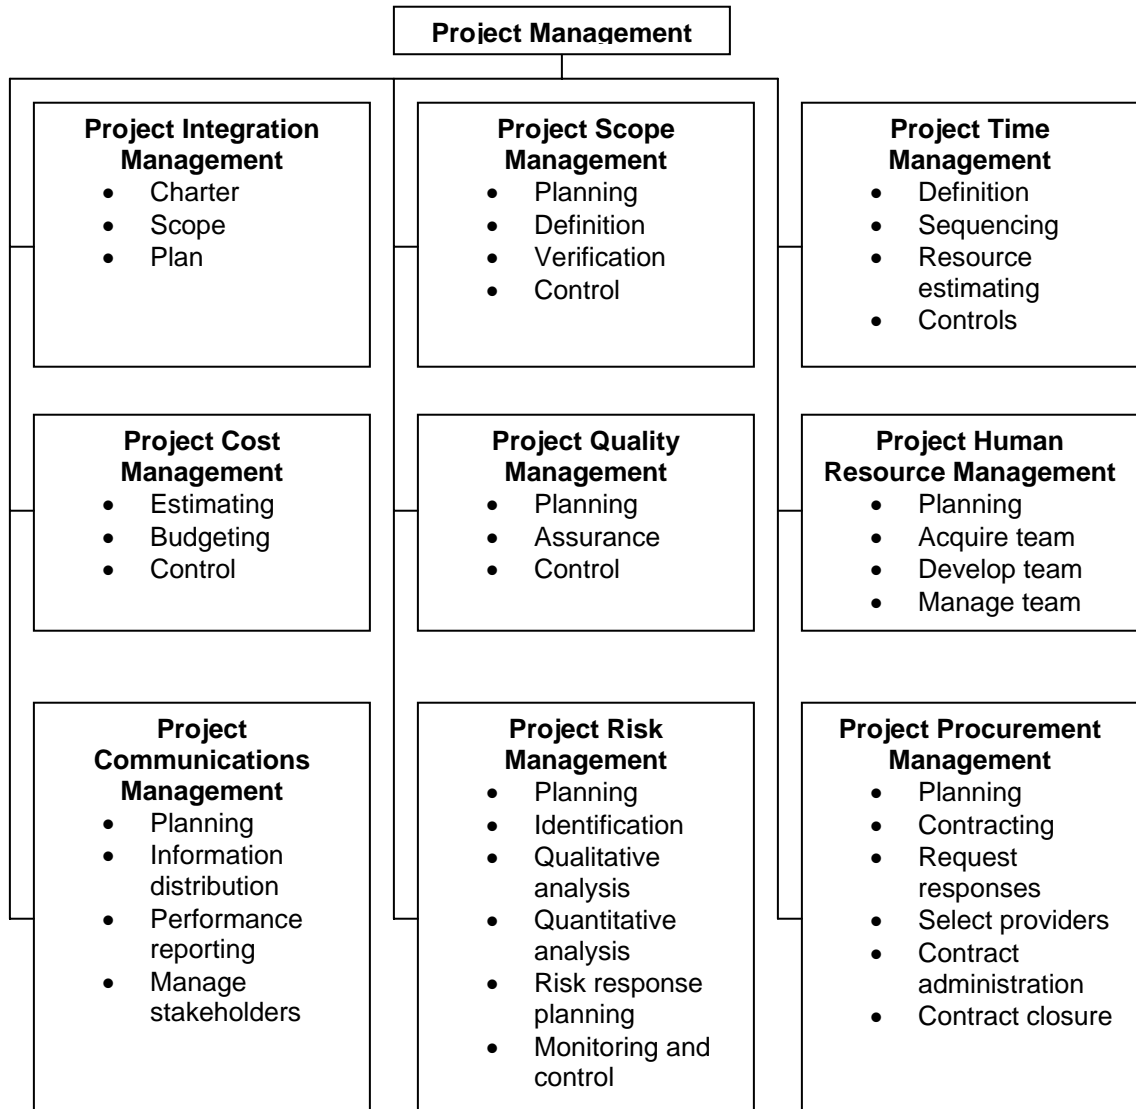 Project Management
Project Integration
Management
• Charter
• Scope
• Plan
Project Scope
Management
• Planning
• Definition
• Verification
• Control
Project Time
Management
• Definition
• Sequencing
• Resource
estimating
• Controls
Project Cost
Management
• Estimating
• Budgeting
• Control
Project Quality
Management
• Planning
• Assurance
• Control
Project Human
Resource Management
• Planning
• Acquire team
• Develop team
• Manage team
Project
Communications
Management
• Planning
• Information
distribution
• Performance
reporting
• Manage
stakeholders
Project Risk
Management
• Planning
• Identification
• Qualitative
analysis
• Quantitative
analysis
• Risk response
planning
• Monitoring and
control
Project Procurement
Management
• Planning
• Contracting
• Request
responses
• Select providers
• Contract
administration
• Contract closure